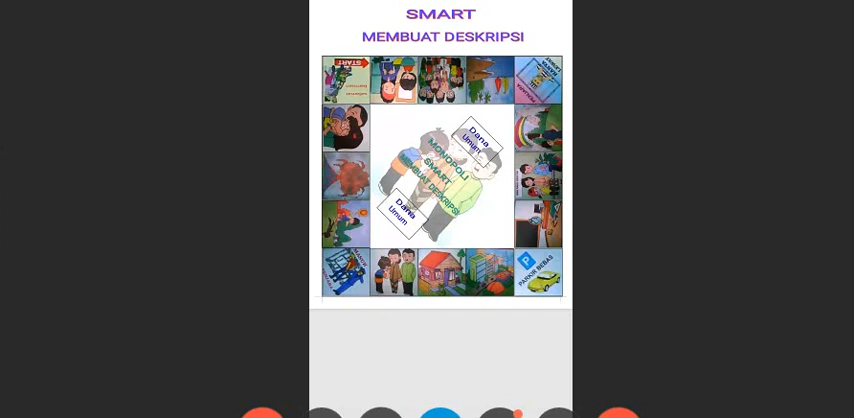 SMART
MEMBUAT DESKRIPSI
START
Dana
Umum
MONOPOLI
SMART
MEMBUAT DESKRIPSI
Dana
Umum
P
PARKIR BEBAS